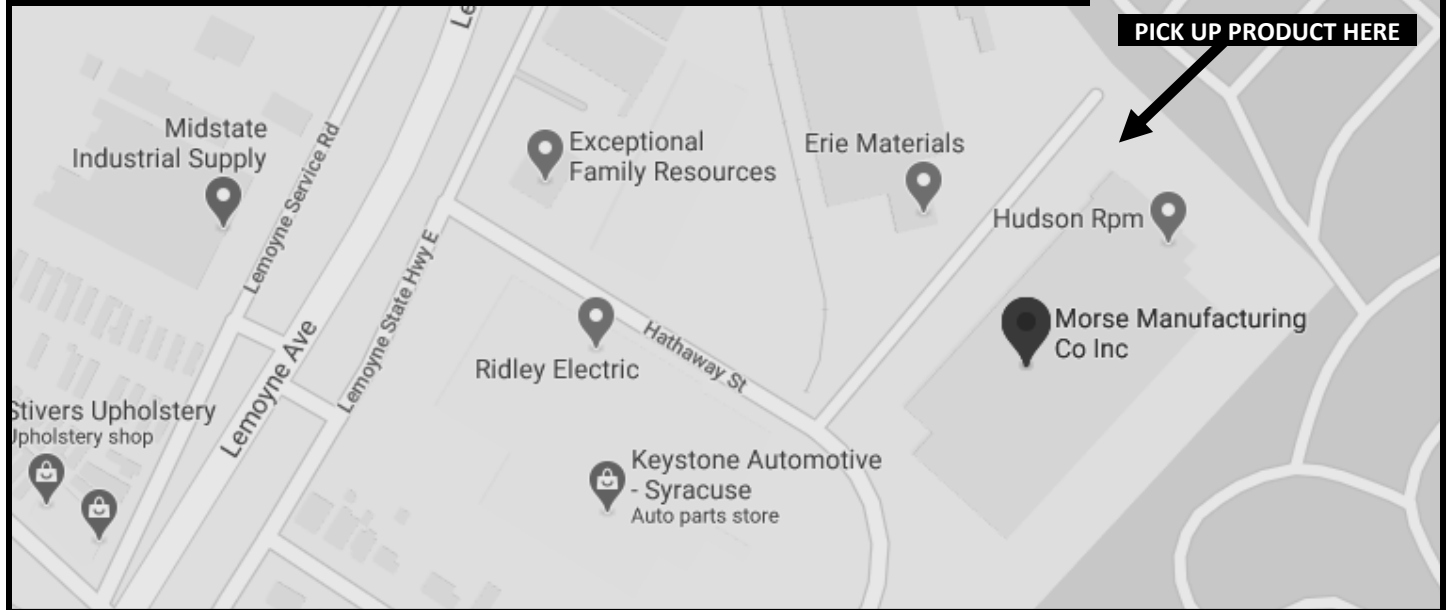 PICK UP PRODUCT HERE
Le
Midstate
Industrial Supply
Lemoyne Service Rd
Exceptional
Family Resources
Erie Materials
Hudson Rpm
Lemoyne State Hwy E
Morse Manufacturing
Co Inc
Hathaway St
Ridley Electric
Lemoyne Ave
Stivers Upholstery
Upholstery shop
Keystone Automotive
- Syracuse
Auto parts store